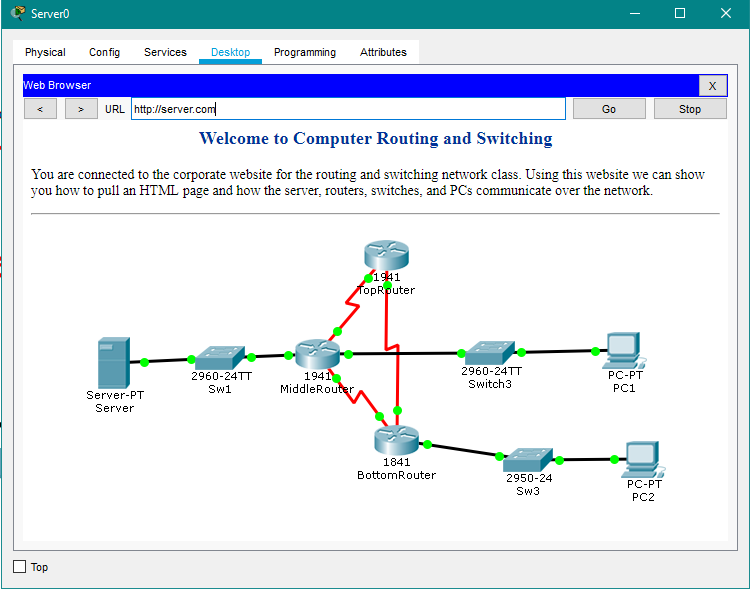 Server0
Physical Config Services Desktop Programming Attributes
Web Browser X
< > URL http://server.com Go Stop
Welcome to Computer Routing and Switching
You are connected to the corporate website for the routing and switching network class. Using this website we can show
you how to pull an HTML page and how the server, routers, switches, and PCs communicate over the network.
1941
TopRouter
Server-PT
Server
2960-24TT
Sw1
1941
MiddleRouter
2960-24TT
Switch3
PC-PT
PC1
1841
BottomRouter
2950-24
Sw3
PC-PT
PC2
Top